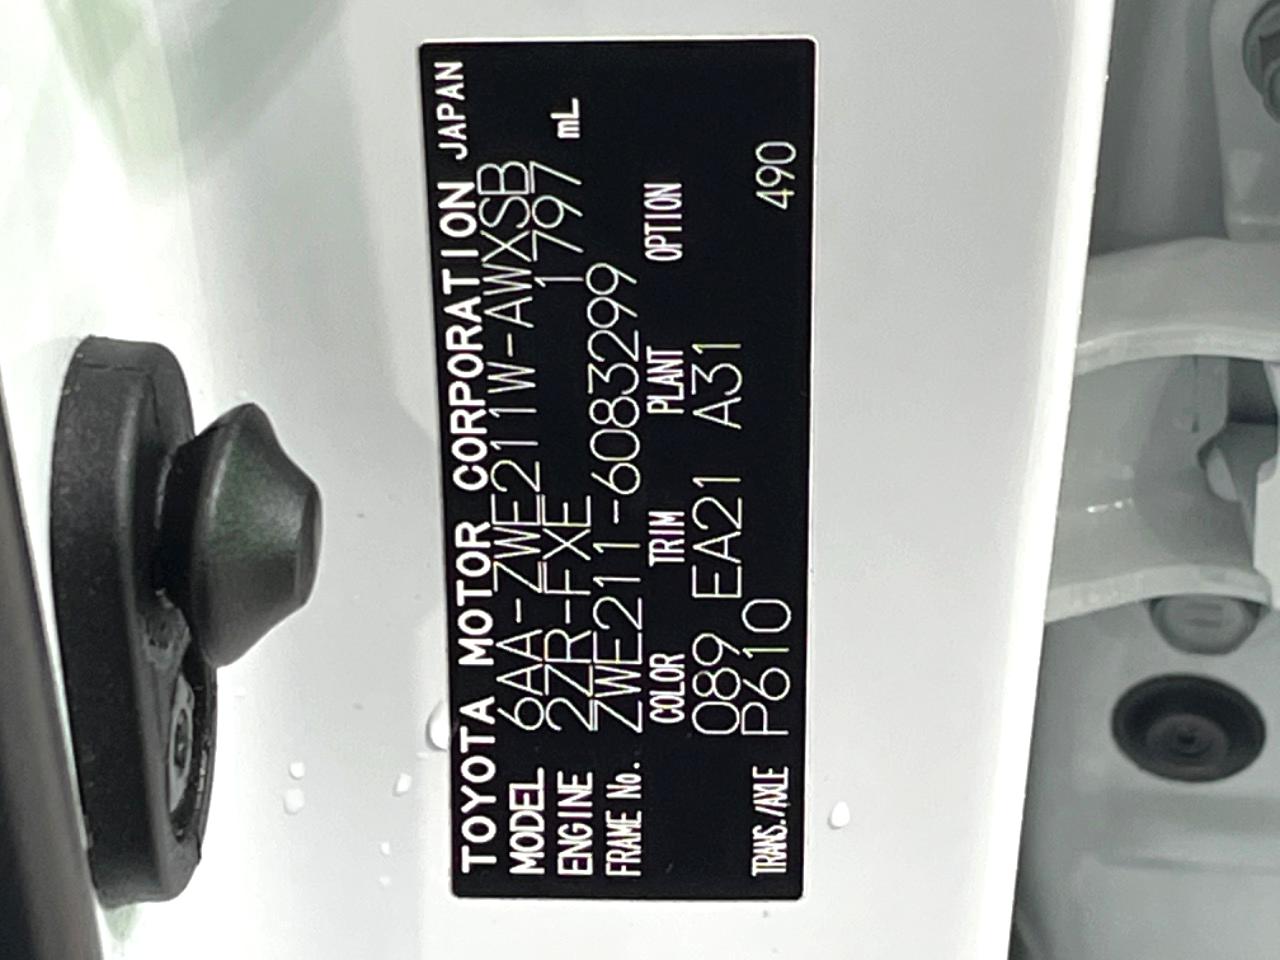 TOYOTA MOTOR CORPORATION JAPAN
MODEL 6AA-ZWE211W-AWXSB
ENGINE 2ZR-FXE 1797 mL
FRAME No. ZWE211-6083299
COLOR TRIM PLANT OPTION
089 EA21 A31
TRANS./AXLE P610 490